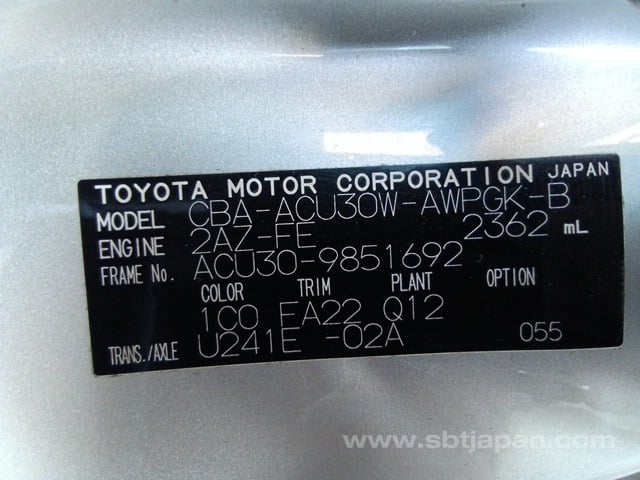 TOYOTA MOTOR CORPORATION JAPAN
MODEL CBA-ACU30W-AWPGK-B
ENGINE 2AZ-FE 2362 mL
FRAME No. ACU30-9851692
COLOR TRIM PLANT OPTION
1C0 EA22 Q12
TRANS./AXLE U241E -02A 055
www.sbtjapan.com